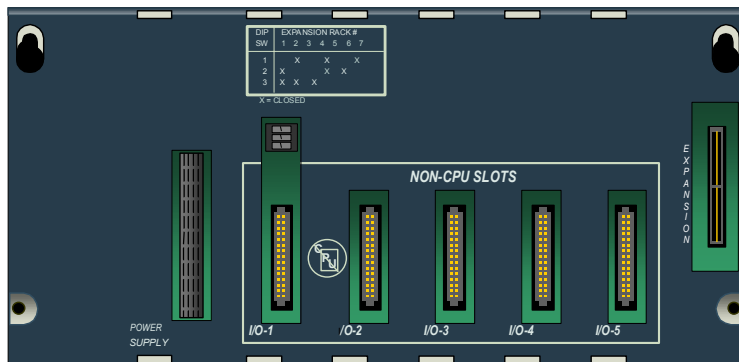 DIP EXPANSION RACK #
SW 1 2 3 4 5 6 7
1 X X X
2 X X X
3 X X X
X = CLOSED
EXPANSION
NON-CPU SLOTS
CPU
I/O-1 I/O-2 I/O-3 I/O-4 I/O-5
POWER
SUPPLY